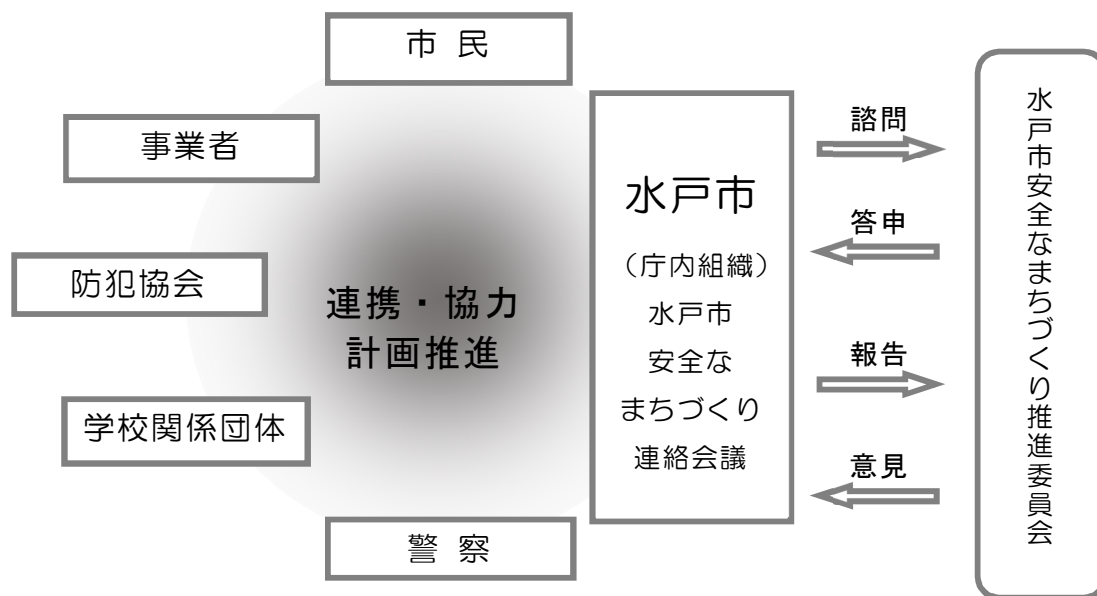 市 民
事業者
防犯協会
学校関係団体
警 察
連携・協力
計画推進
水戸市
（庁内組織）
水戸市
安全な
まちづくり
連絡会議
諮問
答申
報告
意見
水戸市安全なまちづくり推進委員会